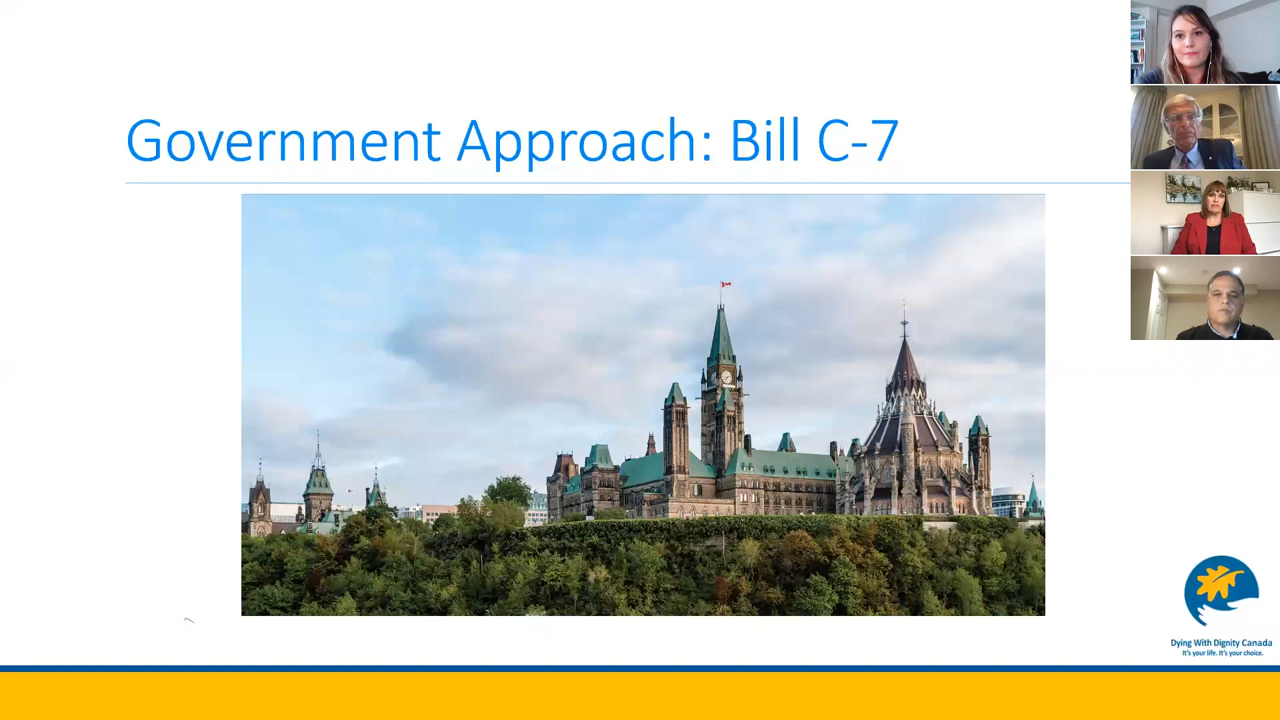 Government Approach: Bill C-7
Dying With Dignity Canada
It's your life. It's your choice.